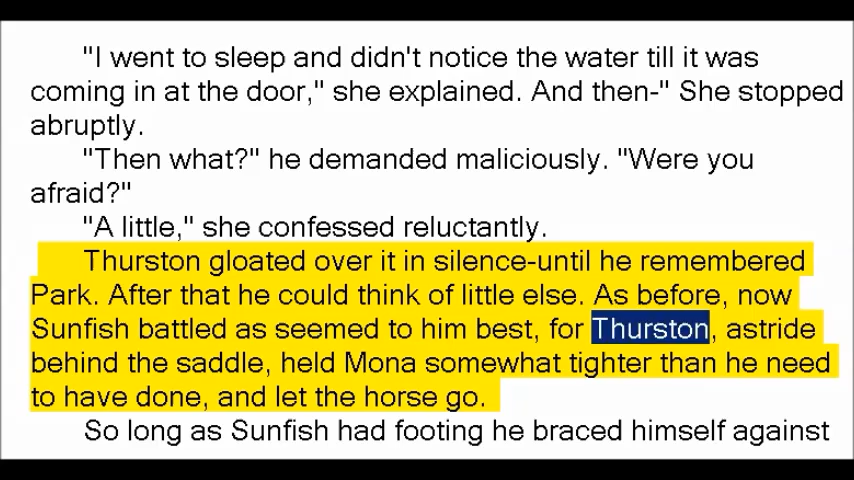 "I went to sleep and didn't notice the water till it was
coming in at the door," she explained. And then-" She stopped
abruptly.
"Then what?" he demanded maliciously. "Were you
afraid?"
"A little," she confessed reluctantly.
Thurston gloated over it in silence-until he remembered
Park. After that he could think of little else. As before, now
Sunfish battled as seemed to him best, for Thurston, astride
behind the saddle, held Mona somewhat tighter than he need
to have done, and let the horse go.
So long as Sunfish had footing he braced himself against